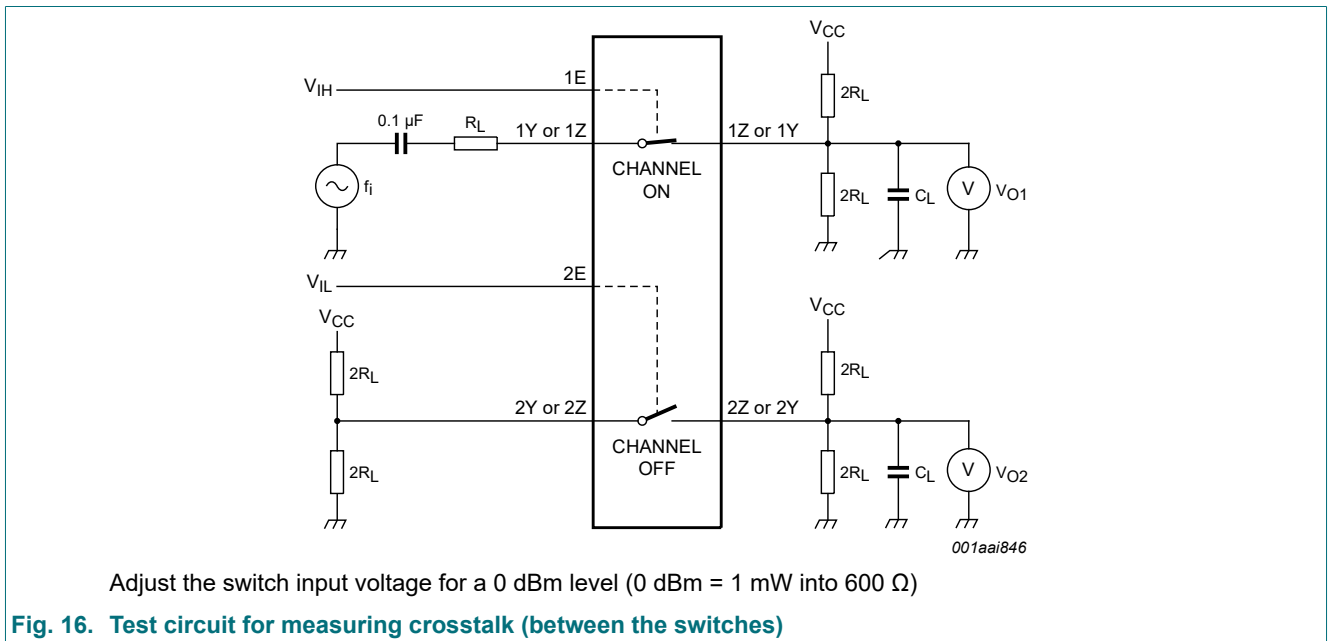 VCC
VIH
1E
2RL
0.1 µF
RL
1Y or 1Z
1Z or 1Y
fi
CHANNEL
ON
2RL
CL
V
VO1
VIL
2E
VCC
VCC
2RL
2RL
2Y or 2Z
2Z or 2Y
CHANNEL
OFF
2RL
2RL
CL
V
VO2
001aai846
Adjust the switch input voltage for a 0 dBm level (0 dBm = 1 mW into 600 Ω)
Fig. 16. Test circuit for measuring crosstalk (between the switches)